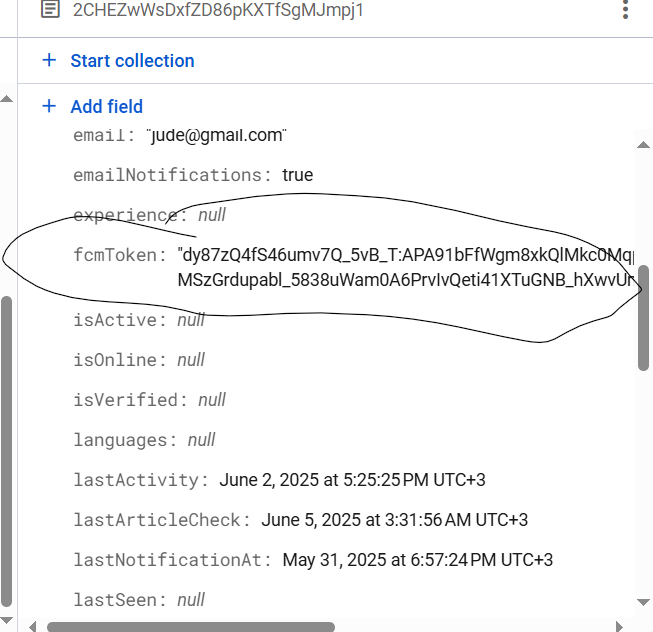 2CHEZwWsDxfZD86pKXTfSgMJmpj1
+ Start collection
+ Add field
email: "jude@gmail.com"
emailNotifications: true
experience: null
fcmToken: "dy87zQ4fS46umv7Q_5vB_T:APA91bFfWgm8xkQlMkc0Mq
MSzGrdupabl_5838uWam0A6PrvIvQeti41XTuGNB_hXwvU
isActive: null
isOnline: null
isVerified: null
languages: null
lastActivity: June 2, 2025 at 5:25:25 PM UTC+3
lastArticleCheck: June 5, 2025 at 3:31:56 AM UTC+3
lastNotificationAt: May 31, 2025 at 6:57:24 PM UTC+3
lastSeen: null